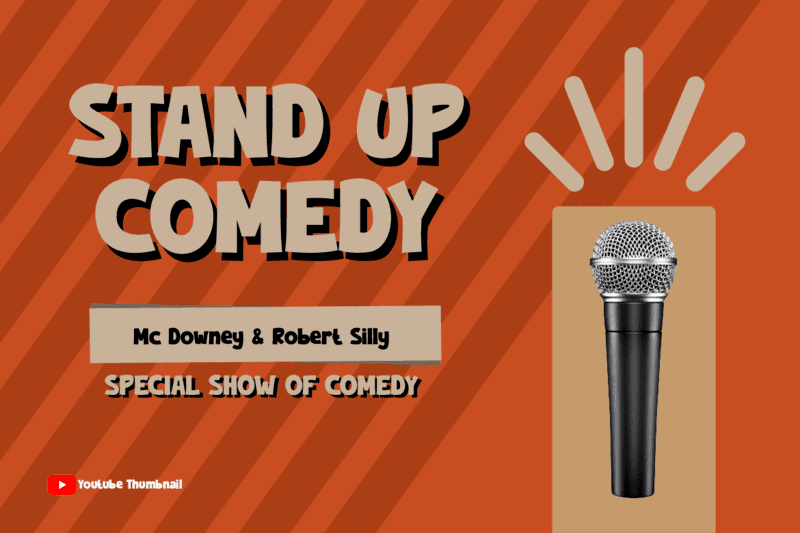 STAND UP
COMEDY
Mc Downey & Robert Silly
SPECIAL SHOW OF COMEDY
Youtube Thumbnail